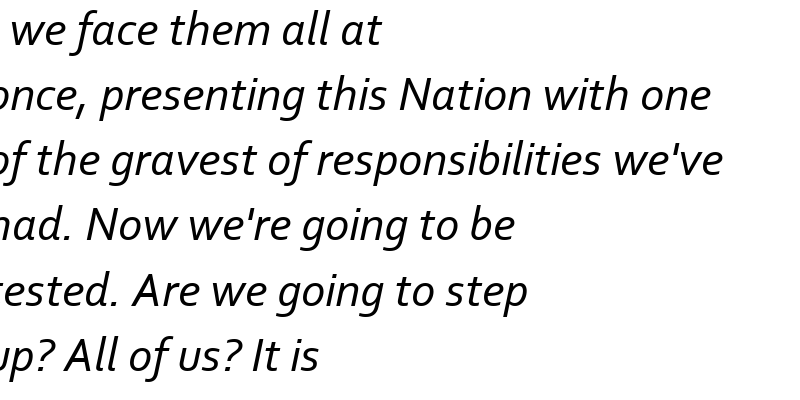 we face them all at
once, presenting this Nation with one
of the gravest of responsibilities we've
had. Now we're going to be
tested. Are we going to step
up? All of us? It is